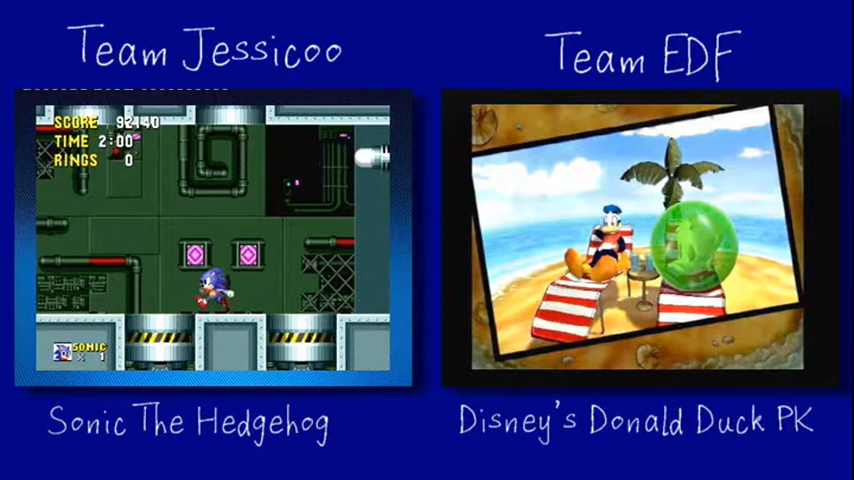 Team Jessicoo
Team EDF
SCORE 92140
TIME 2:00
RINGS 0
SONIC
× 1
Sonic The Hedgehog
Disney's Donald Duck PK